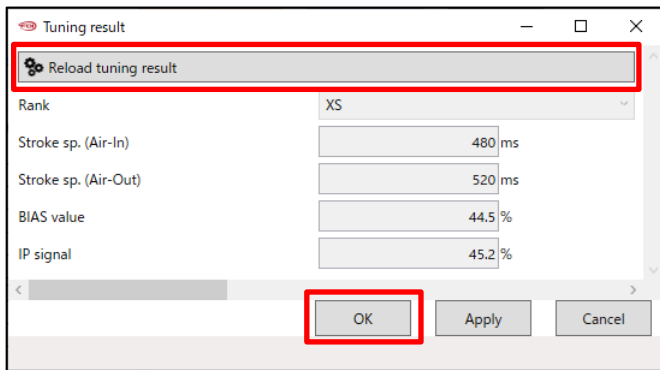 Tuning result
Reload tuning result
Rank XS
Stroke sp. (Air-In) 480 ms
Stroke sp. (Air-Out) 520 ms
BIAS value 44.5 %
IP signal 45.2 %
OK Apply Cancel